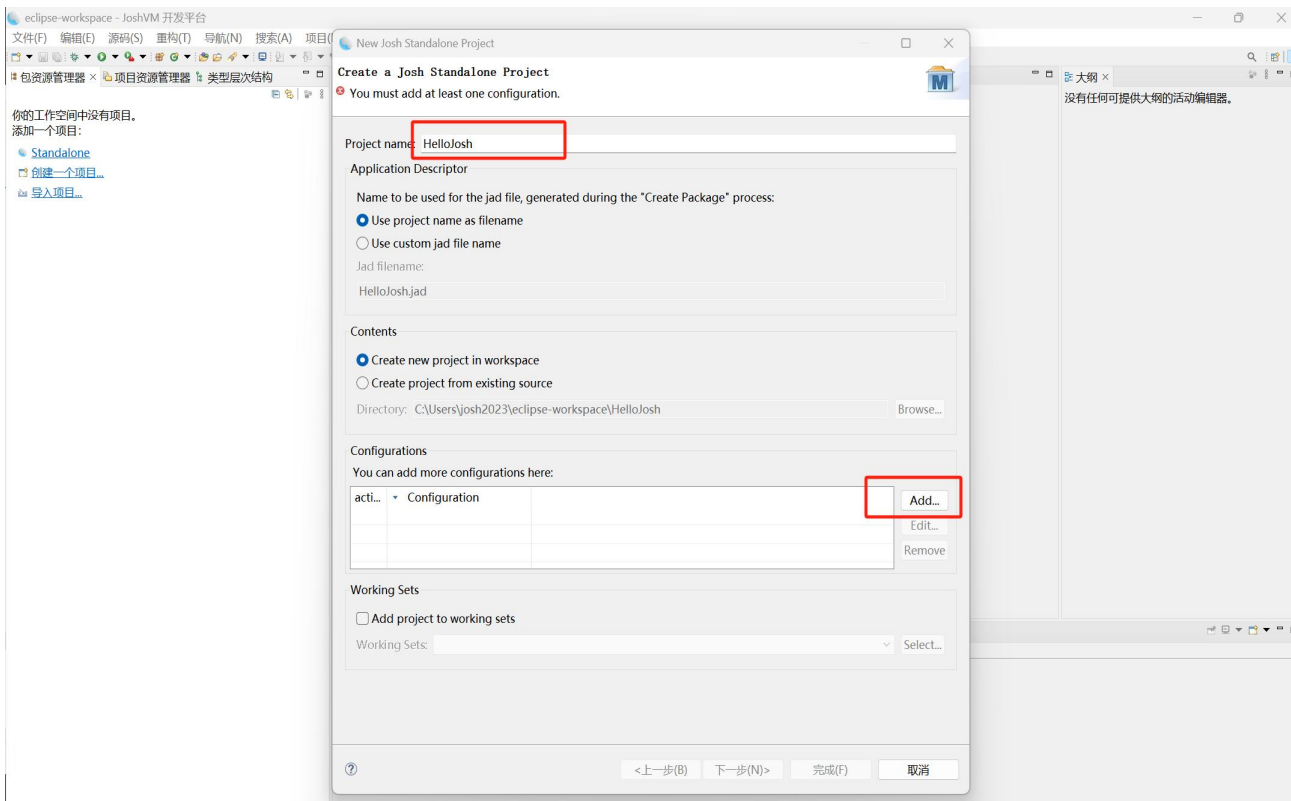 eclipse-workspace - JoshVM 开发平台
文件(F) 编辑(E) 源码(S) 重构(T) 导航(N) 搜索(A) 项目(
包资源管理器 × 项目资源管理器 类型层次结构
你的工作空间中没有项目。
添加一个项目:
Standalone
创建一个项目...
导入项目...
New Josh Standalone Project
Create a Josh Standalone Project
You must add at least one configuration.
Project name: HelloJosh
Application Descriptor
Name to be used for the jad file, generated during the "Create Package" process:
Use project name as filename
Use custom jad file name
Jad filename:
HelloJosh.jad
Contents
Create new project in workspace
Create project from existing source
Directory: C:\Users\josh2023\eclipse-workspace\HelloJosh Browse...
Configurations
You can add more configurations here:
acti... Configuration
Add...
Edit...
Remove
Working Sets
Add project to working sets
Working Sets: Select...
<上一步(B) 下一步(N)> 完成(F) 取消
大纲 ×
没有任何可提供大纲的活动编辑器。